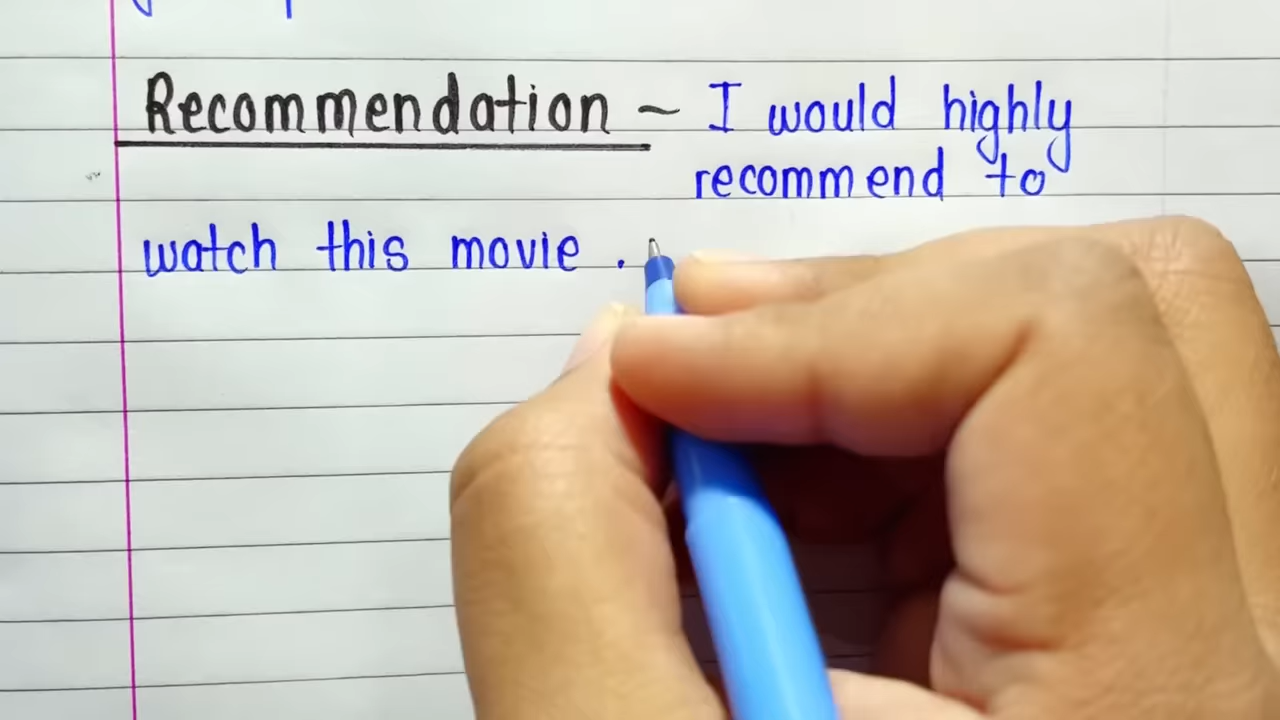 Recommendation ~ I would highly
recommend to
watch this movie .